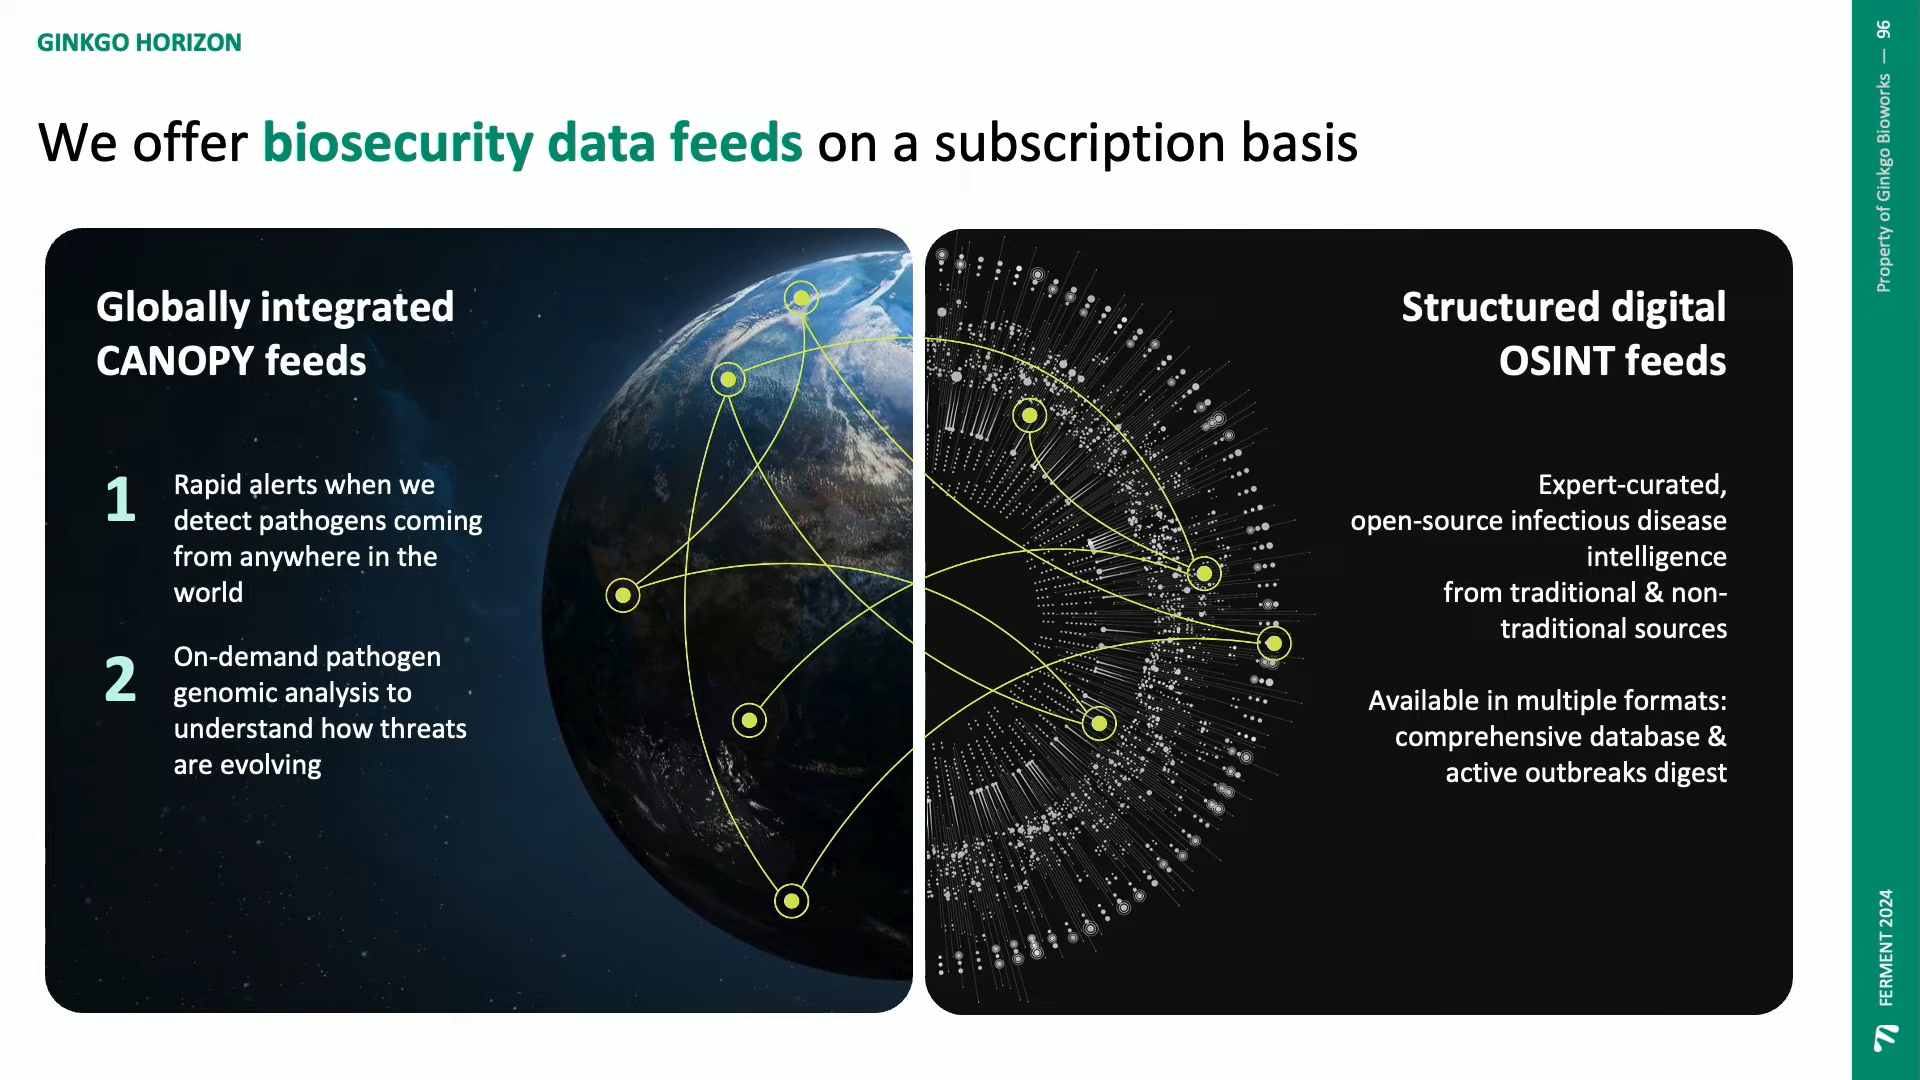 GINKGO HORIZON
We offer biosecurity data feeds on a subscription basis
Globally integrated
CANOPY feeds
1
Rapid alerts when we
detect pathogens coming
from anywhere in the
world
2
On-demand pathogen
genomic analysis to
understand how threats
are evolving
Structured digital
OSINT feeds
Expert-curated,
open-source infectious disease
intelligence
from traditional & non-
traditional sources
Available in multiple formats:
comprehensive database &
active outbreaks digest
Property of Ginkgo Bioworks — 96
FERMENT 2024